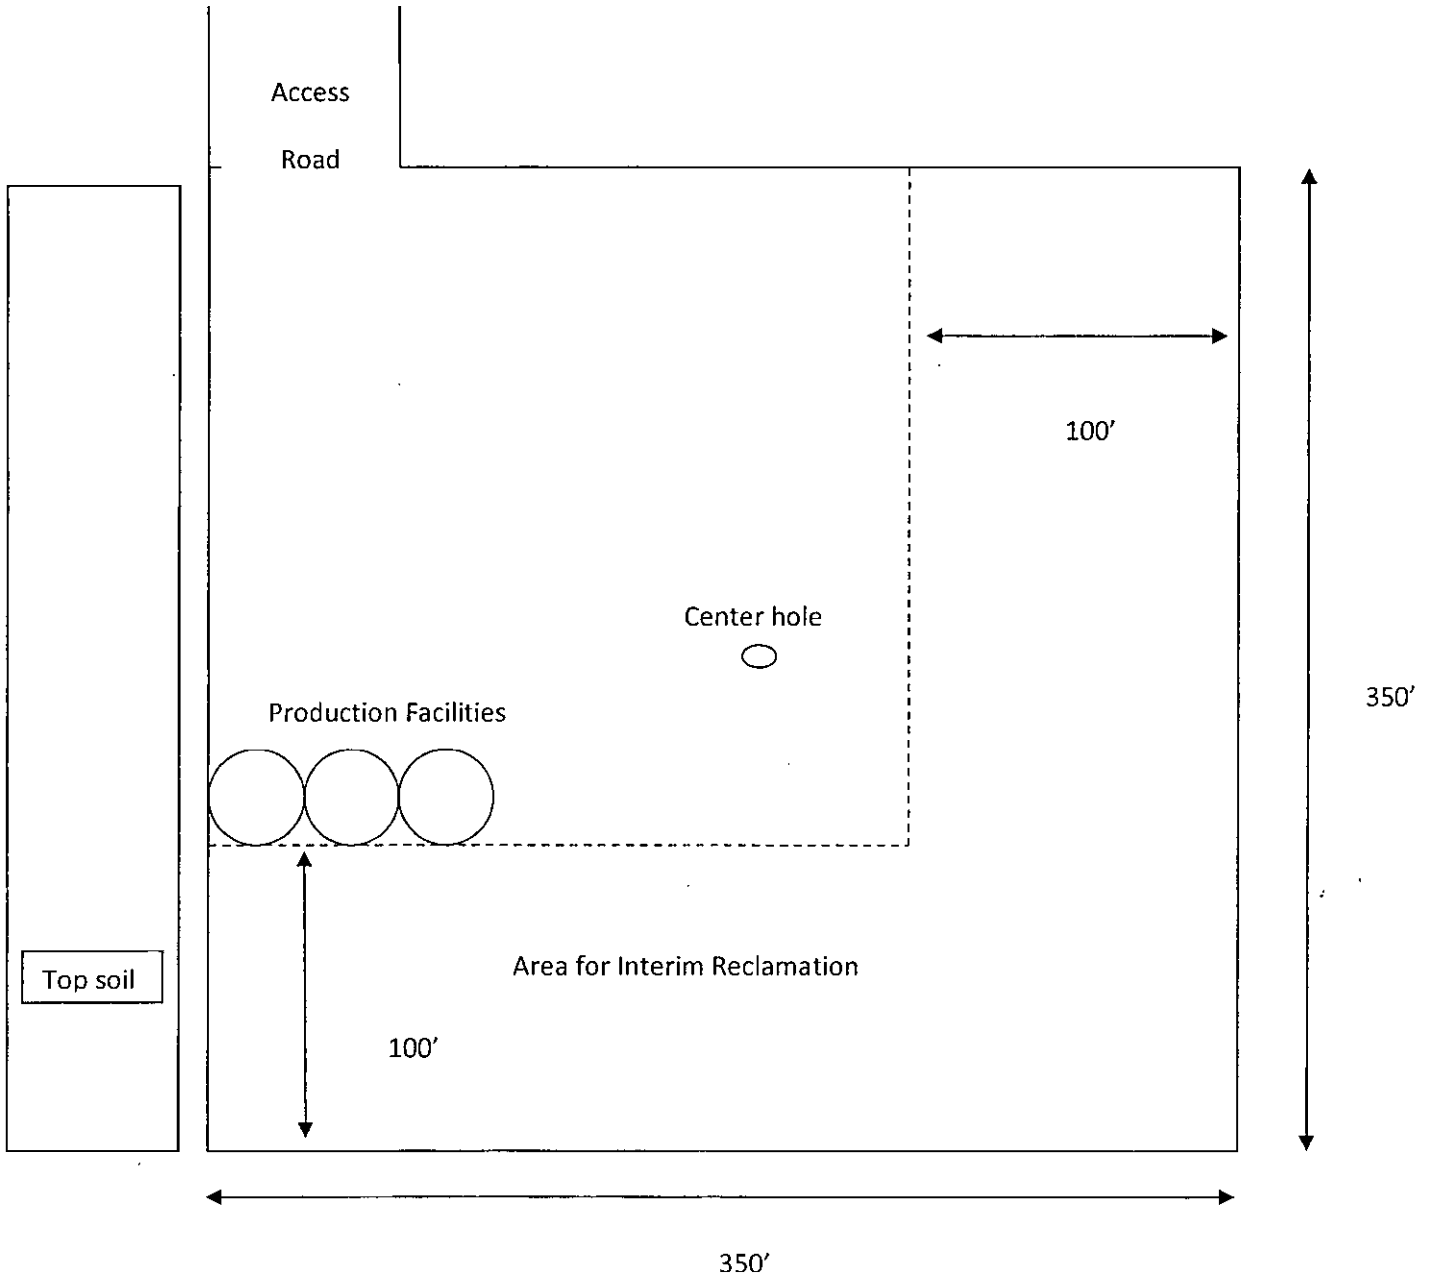 Access
Road
100′
Center hole
350′
Production Facilities
Area for Interim Reclamation
Top soil
100′
350′